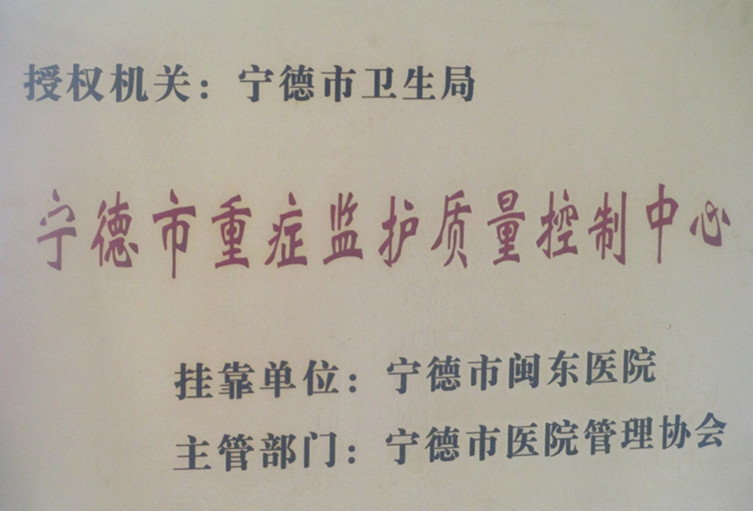 授权机关：宁德市卫生局
宁德市重症监护质量控制中心
挂靠单位：宁德市闽东医院
主管部门：宁德市医院管理协会